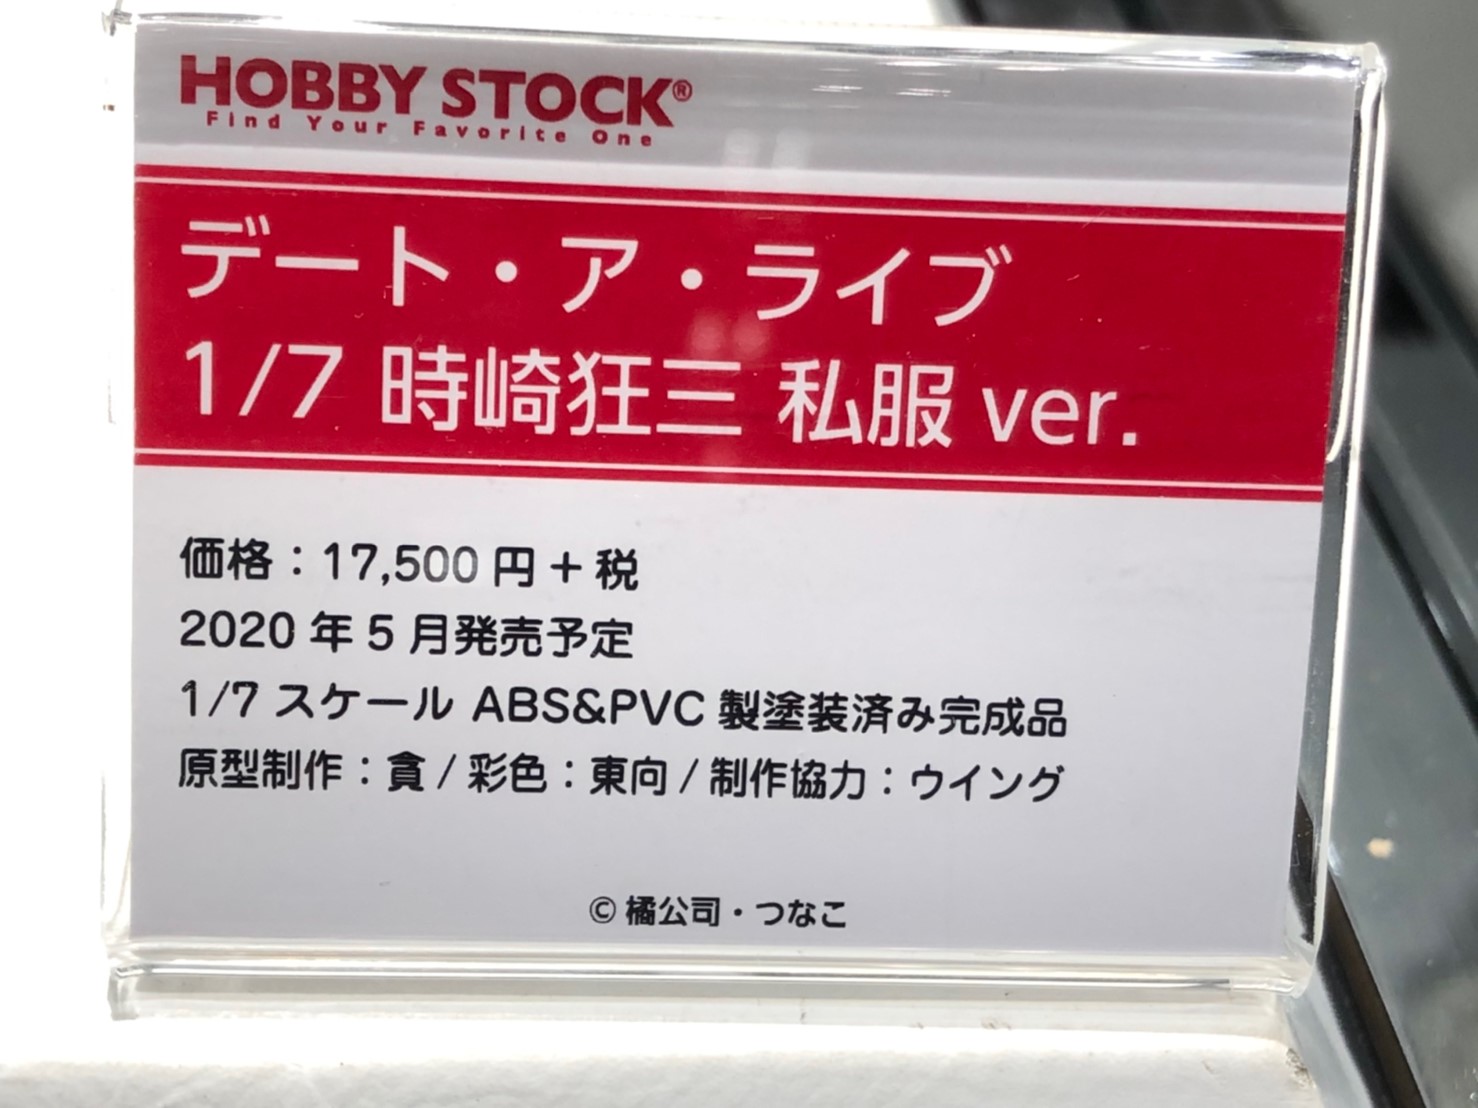 HOBBY STOCK®
Find Your Favorite One
デート・ア・ライブ
1/7 時崎狂三 私服 ver.
価格：17,500 円＋税
2020 年 5 月発売予定
1/7 スケール ABS&PVC 製塗装済み完成品
原型制作：貪 / 彩色：東向 / 制作協力：ウイング
© 橘公司・つなこ